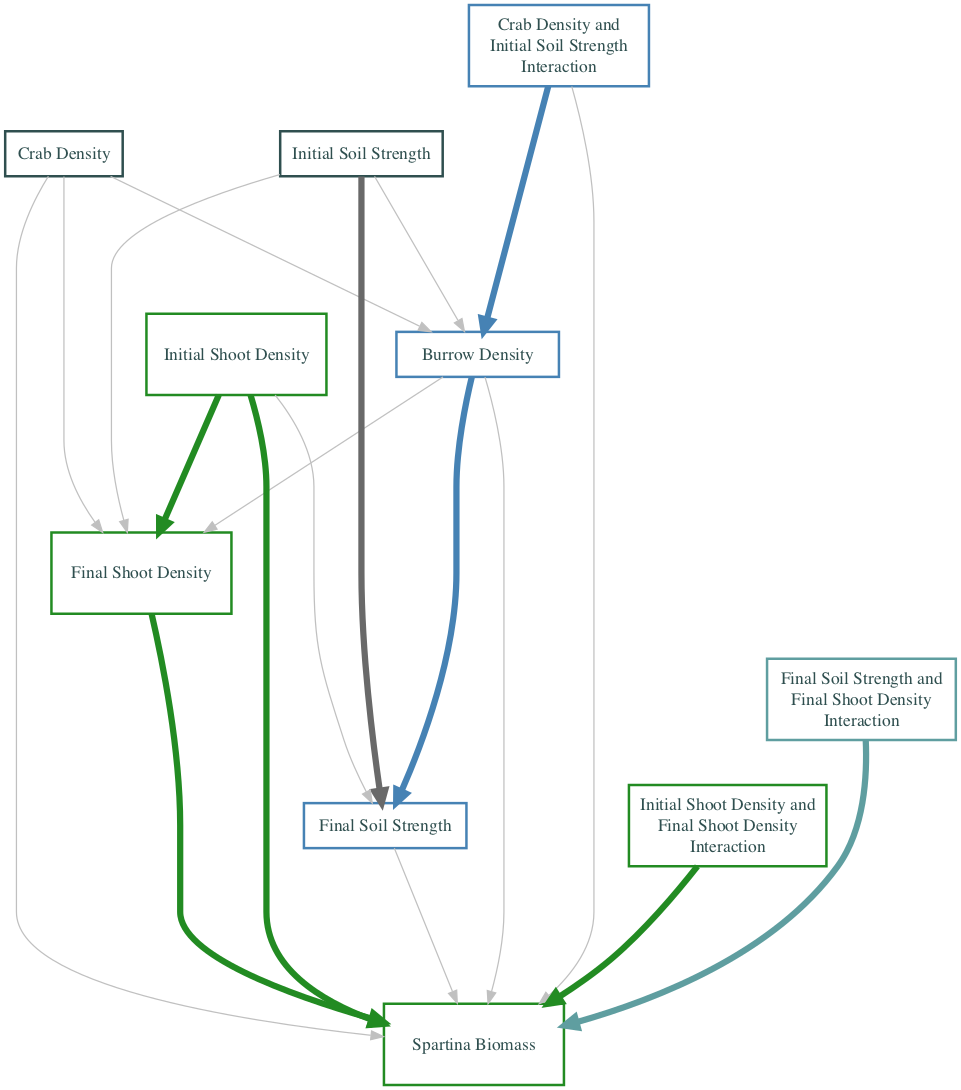 Crab Density and
Initial Soil Strength
Interaction
Crab Density
Initial Soil Strength
Initial Shoot Density
Burrow Density
Final Shoot Density
Final Soil Strength and
Final Shoot Density
Interaction
Initial Shoot Density and
Final Shoot Density
Interaction
Final Soil Strength
Spartina Biomass